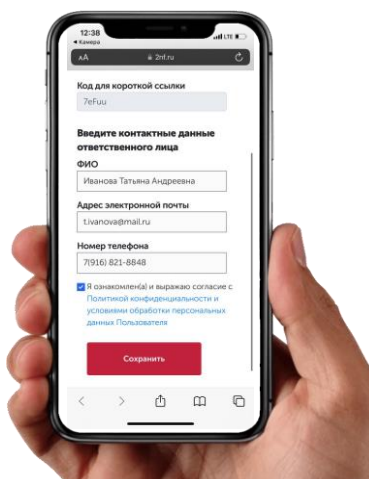 12:38
LTE
◀ Камера
AA 2nf.ru
Код для короткой ссылки
7eFuu
Введите контактные данные
ответственного лица
ФИО
Иванова Татьяна Андреевна
Адрес электронной почты
t.ivanova@mail.ru
Номер телефона
7(916) 821-8848
Я ознакомлен(а) и выражаю согласие с
Политикой конфиденциальности и
условиями обработки персональных
данных Пользователя
Сохранить